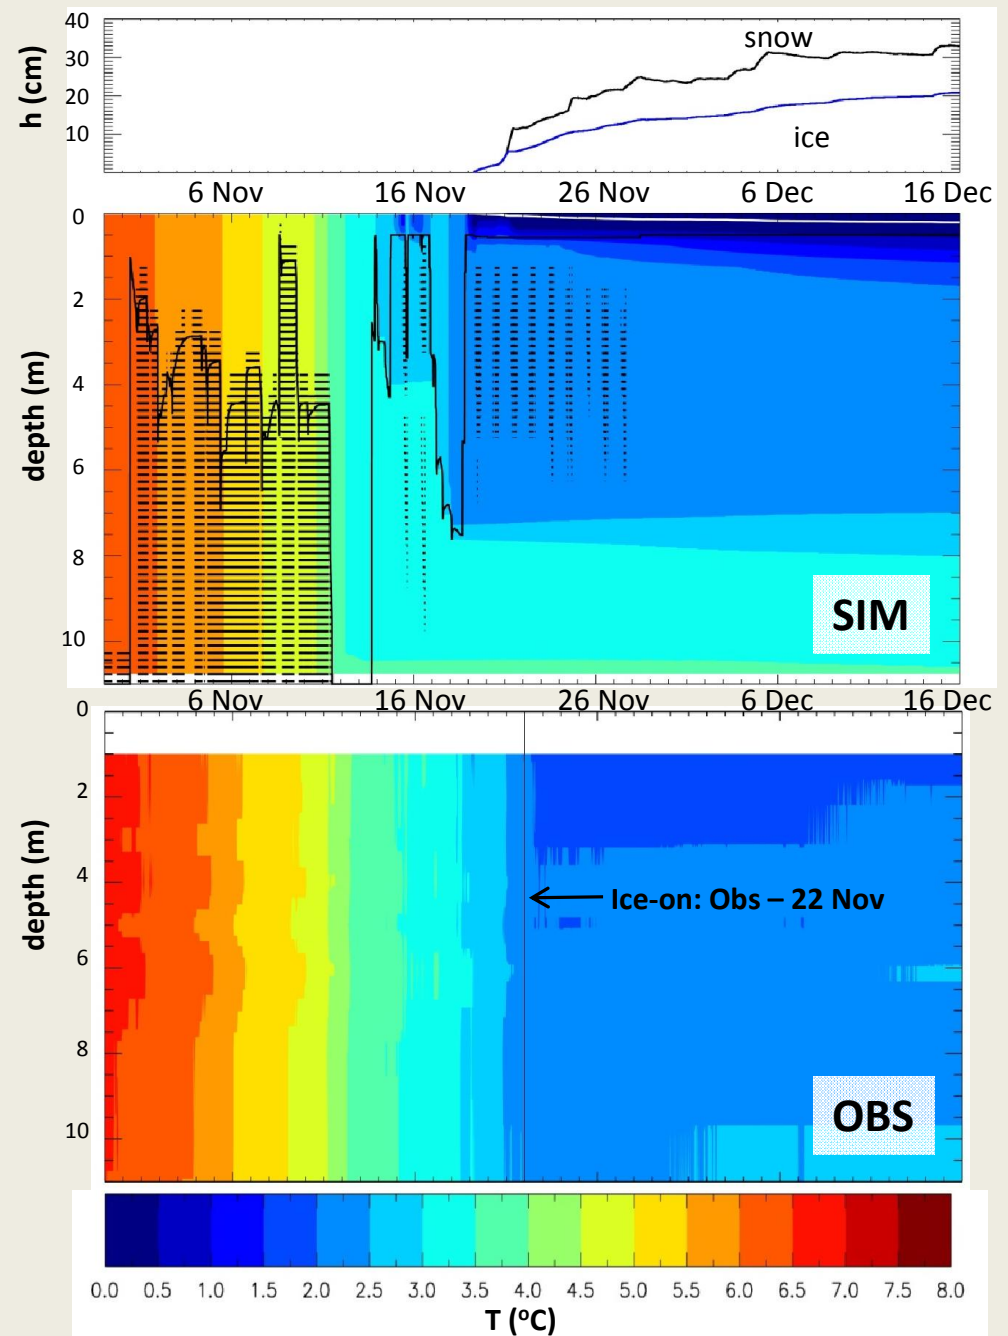 40
snow
30
h (cm)
20
ice
10
6 Nov 16 Nov 26 Nov 6 Dec 16 Dec
0
2
4
depth (m)
6
8
SIM
10
6 Nov 16 Nov 26 Nov 6 Dec 16 Dec
0
2
depth (m)
4
Ice-on: Obs – 22 Nov
6
8
OBS
10
0.0 0.5 1.0 1.5 2.0 2.5 3.0 3.5 4.0 4.5 5.0 5.5 6.0 6.5 7.0 7.5 8.0
T (°C)